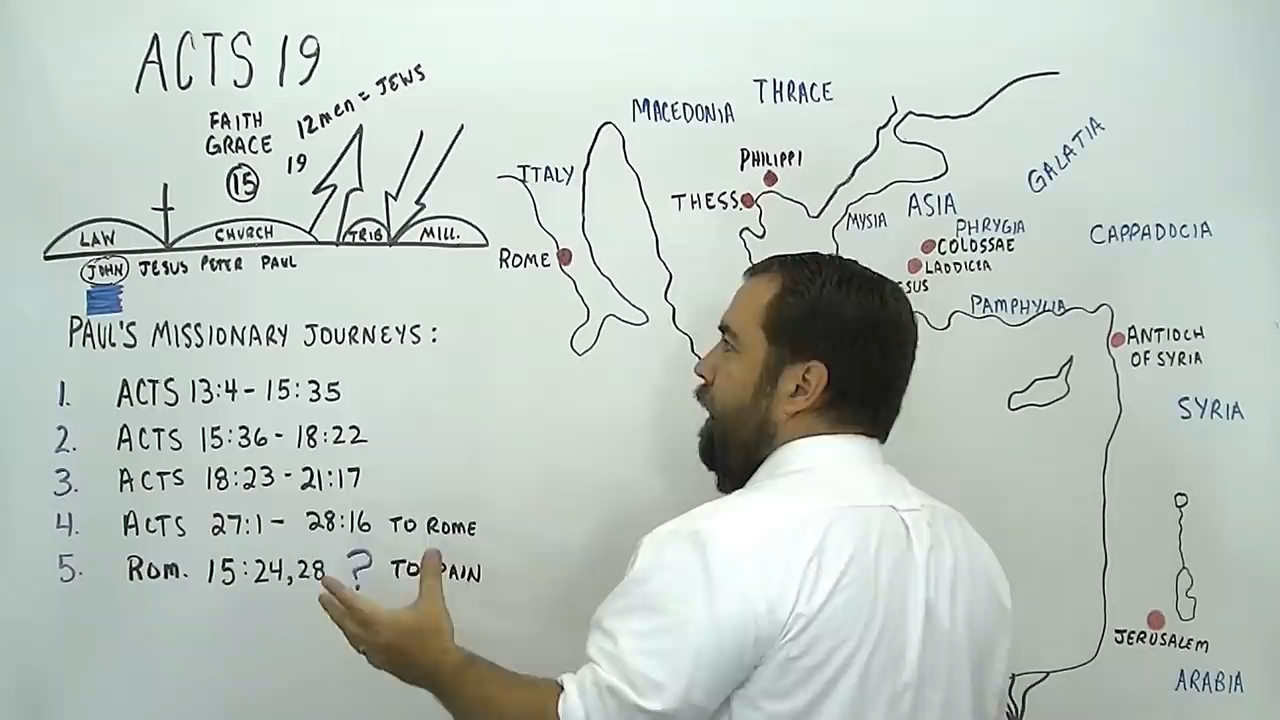 ACTS 19
FAITH
GRACE
15
12 men = JEWS
19
LAW
CHURCH
TRIB
MILL.
JOHN JESUS PETER PAUL
PAUL'S MISSIONARY JOURNEYS:
1. ACTS 13:4 - 15:35
2. ACTS 15:36 - 18:22
3. ACTS 18:23 - 21:17
4. ACTS 27:1 - 28:16 TO ROME
5. Rom. 15:24,28 ? TO PAIN
MACEDONIA
THRACE
ITALY
PHILIPPI
THESS.
ROME
GALATIA
MYSIA
ASIA
PHRYGIA
COLOSSAE
LAODICEA
SUS
CAPPADOCIA
PAMPHYLIA
ANTIOCH
OF SYRIA
SYRIA
JERUSALEM
ARABIA